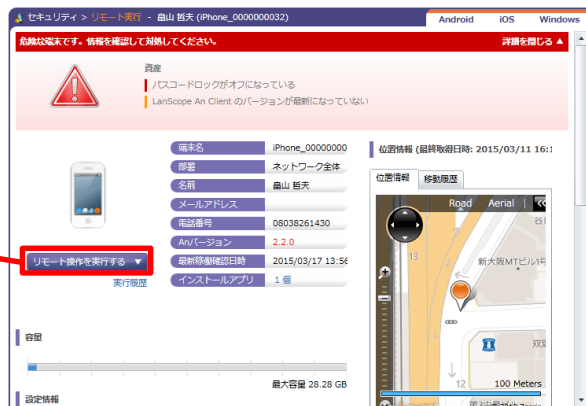 セキュリティ > リモート実行 - 畠山 哲夫 (iPhone_0000000032)
Android iOS Windows
危険な端末です。情報を確認して対処してください。 詳細を閉じる ▲
資産
パスコードロックがオフになっている
LanScope An Client のバージョンが最新になっていない
端末名 iPhone_00000000
部署 ネットワーク全体
名前 畠山 哲夫
メールアドレス
電話番号 08038261430
Anバージョン 2.2.0
最新稼働確認日時 2015/03/17 13:56
インストールアプリ 1 個
リモート操作を実行する ▼
実行履歴
容量
最大容量 28.28 GB
設定情報
位置情報 (最終取得日時: 2015/03/11 16:1
位置情報 移動履歴
Road Aerial
13
新大阪MTビル1号
双葉
12
100 Meters